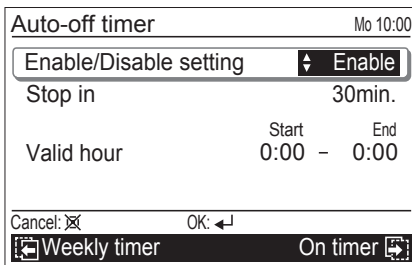 Auto-off timer Mo 10:00
Enable/Disable setting Enable
Stop in 30min.
Start End
Valid hour 0:00 – 0:00
Cancel: OK:
Weekly timer On timer